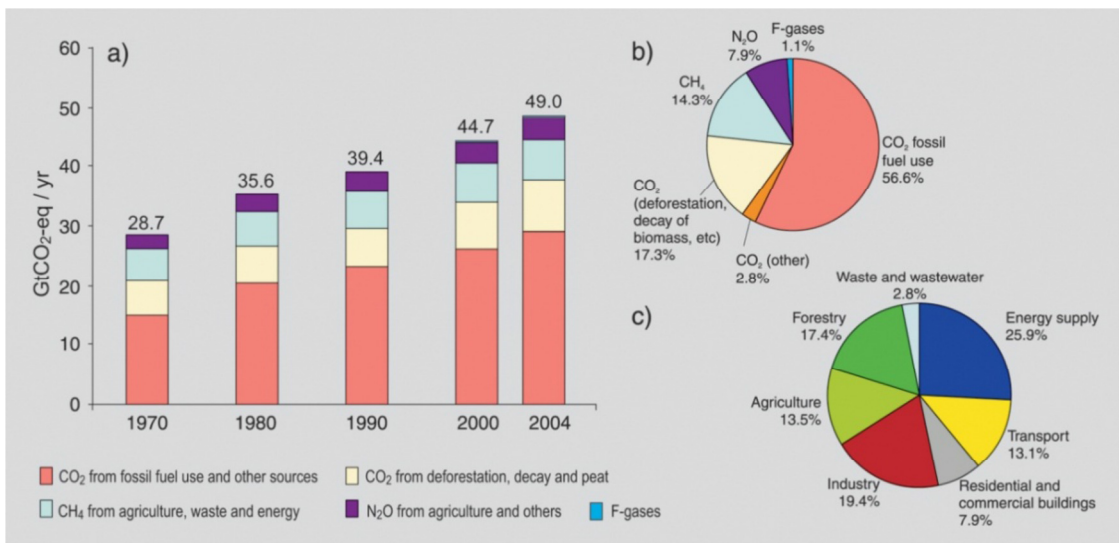 a)
GtCO₂-eq / yr
60
50
40
30
20
10
0
28.7
35.6
39.4
44.7
49.0
1970
1980
1990
2000
2004
CO₂ from fossil fuel use and other sources
CO₂ from deforestation, decay and peat
CH₄ from agriculture, waste and energy
N₂O from agriculture and others
F-gases
b)
F-gases
1.1%
N₂O
7.9%
CH₄
14.3%
CO₂ fossil
fuel use
56.6%
CO₂
(deforestation,
decay of
biomass, etc)
17.3%
CO₂ (other)
2.8%
c)
Waste and wastewater
2.8%
Forestry
17.4%
Energy supply
25.9%
Agriculture
13.5%
Transport
13.1%
Industry
19.4%
Residential and
commercial buildings
7.9%